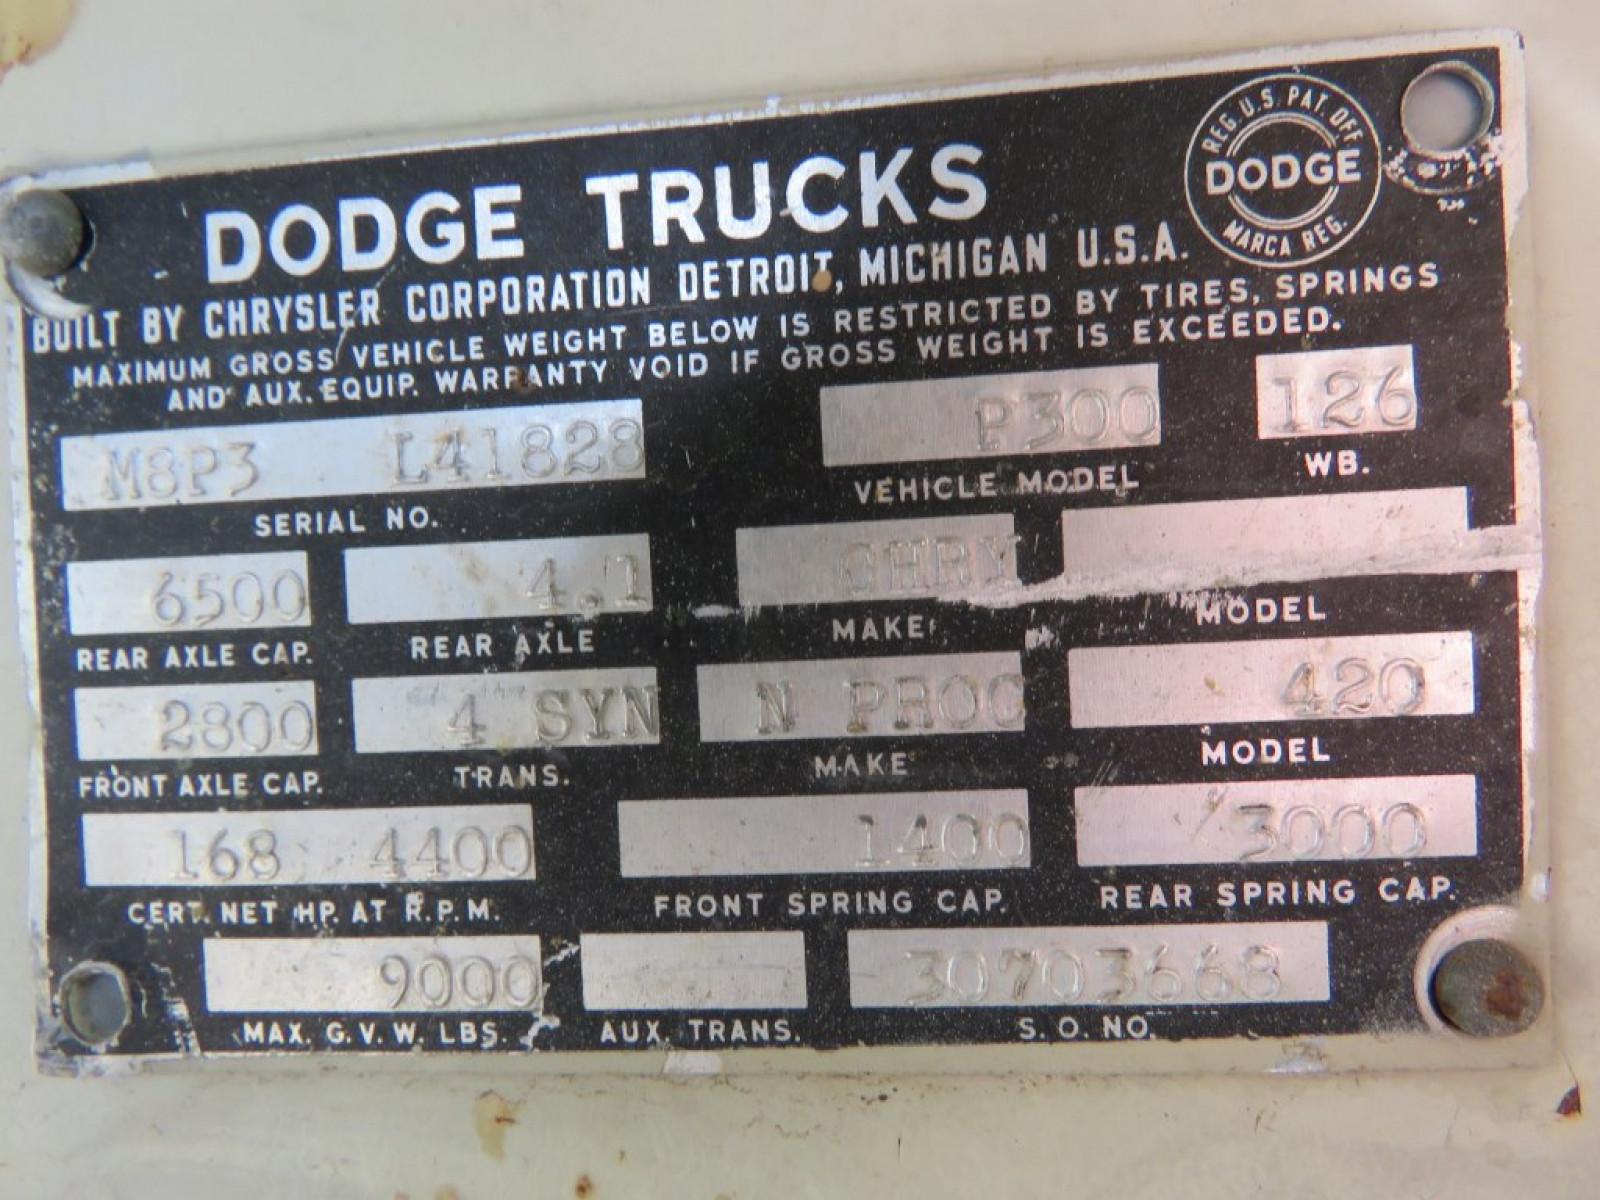 REG. U.S. PAT. OFF.
DODGE
MARCA REG.
DODGE TRUCKS
BUILT BY CHRYSLER CORPORATION DETROIT, MICHIGAN U.S.A.
MAXIMUM GROSS VEHICLE WEIGHT BELOW IS RESTRICTED BY TIRES, SPRINGS
AND AUX. EQUIP. WARRANTY VOID IF GROSS WEIGHT IS EXCEEDED.
M8P3 L41828 P300 126
SERIAL NO. VEHICLE MODEL WB.
6500 4.1 CHRY
REAR AXLE CAP. REAR AXLE MAKE MODEL
2800 4 SYN N PROC 420
FRONT AXLE CAP. TRANS. MAKE MODEL
168 4400 1400 3000
CERT. NET HP. AT R.P.M. FRONT SPRING CAP. REAR SPRING CAP.
9000 30703668
MAX. G.V.W. LBS. AUX. TRANS. S.O. NO.